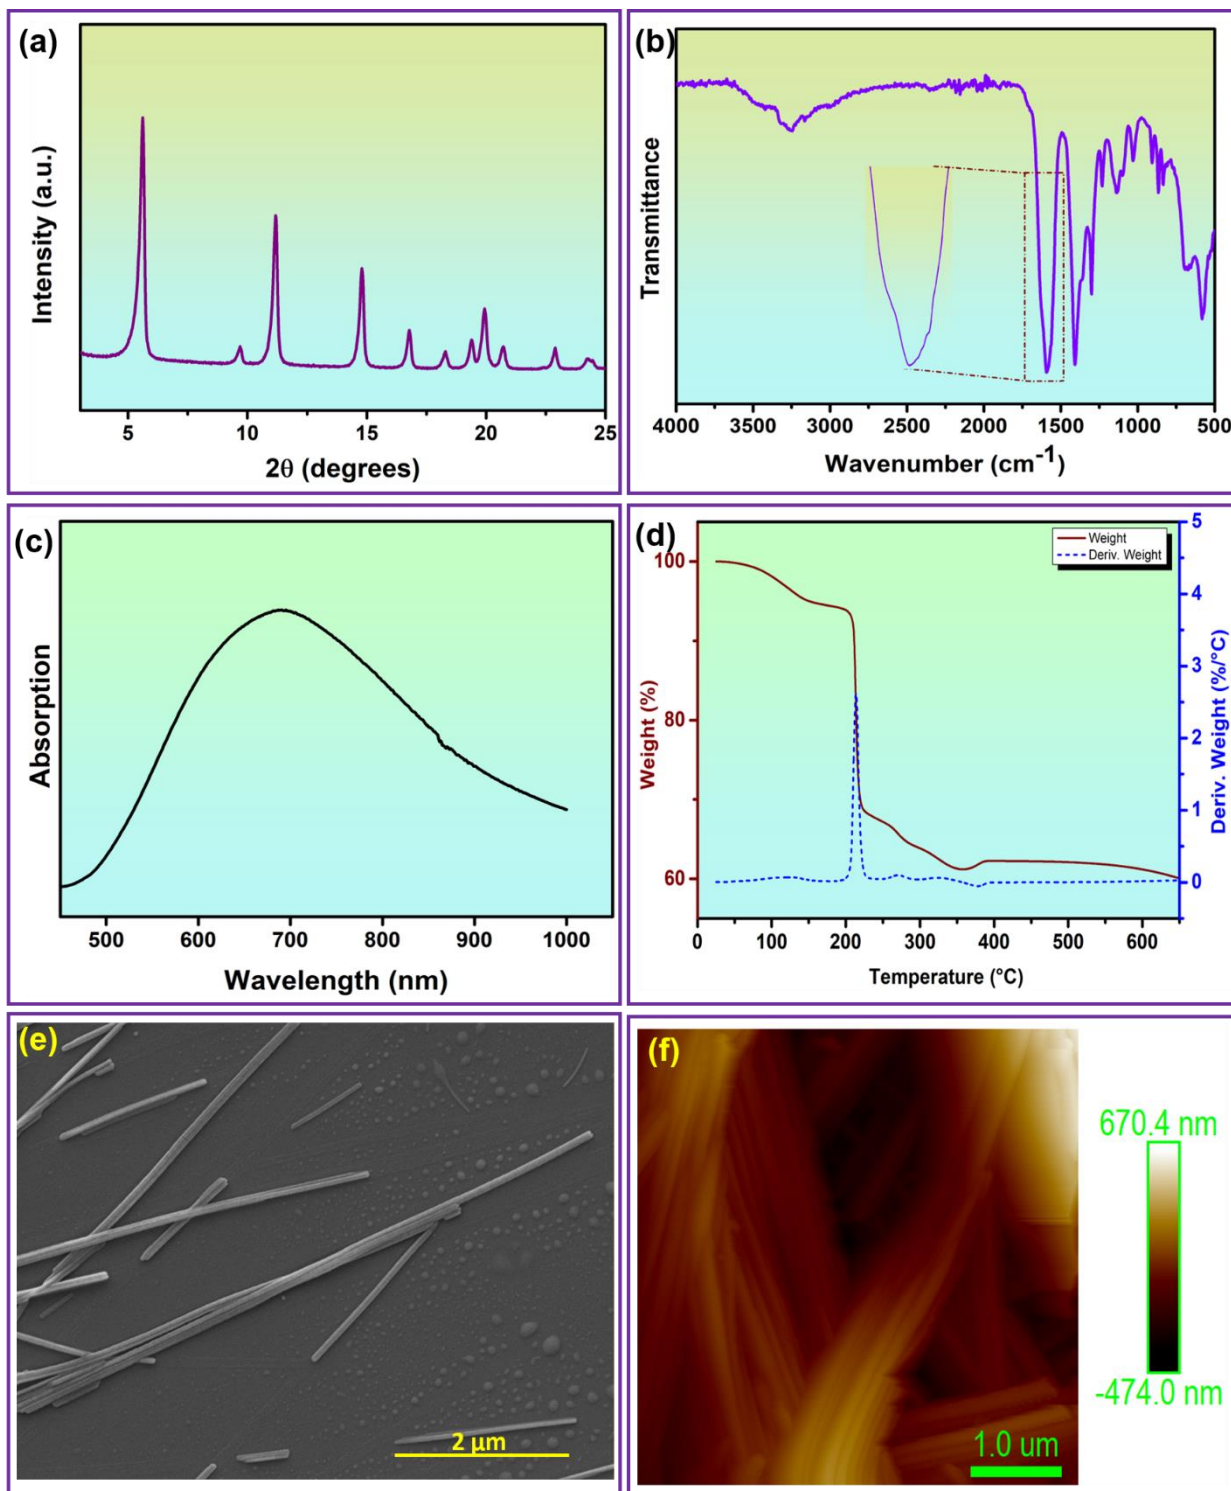 (a)
Intensity (a.u.)
5 10 15 20 25
2θ (degrees)
(b)
Transmittance
4000 3500 3000 2500 2000 1500 1000 500
Wavenumber (cm-1)
(c)
Absorption
500 600 700 800 900 1000
Wavelength (nm)
(d)
Weight
Deriv. Weight
100
80
60
Weight (%)
5
4
3
2
1
0
Deriv. Weight (%/°C)
0 100 200 300 400 500 600
Temperature (°C)
(e)
2 μm
(f)
670.4 nm
-474.0 nm
1.0 um